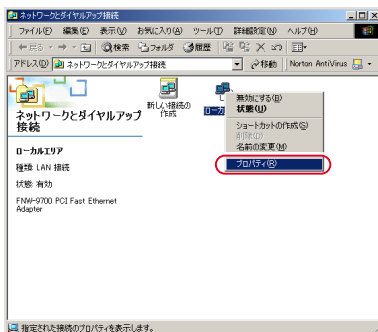 ネットワークとダイヤルアップ接続
ファイル(F) 編集(E) 表示(V) お気に入り(A) ツール(T) 詳細設定(N) ヘルプ(H)
戻る 検索 フォルダ 履歴
アドレス(D) ネットワークとダイヤルアップ接続 移動 Norton AntiVirus
ネットワークとダイヤルアップ
接続
ローカル エリア
種類: LAN 接続
状態: 有効
FNW-9700 PCI Fast Ethernet
Adapter
新しい接続の
作成
ローカ
無効にする(B)
状態(U)
ショートカットの作成(S)
削除(D)
名前の変更(M)
プロパティ(R)
指定された接続のプロパティを表示します。